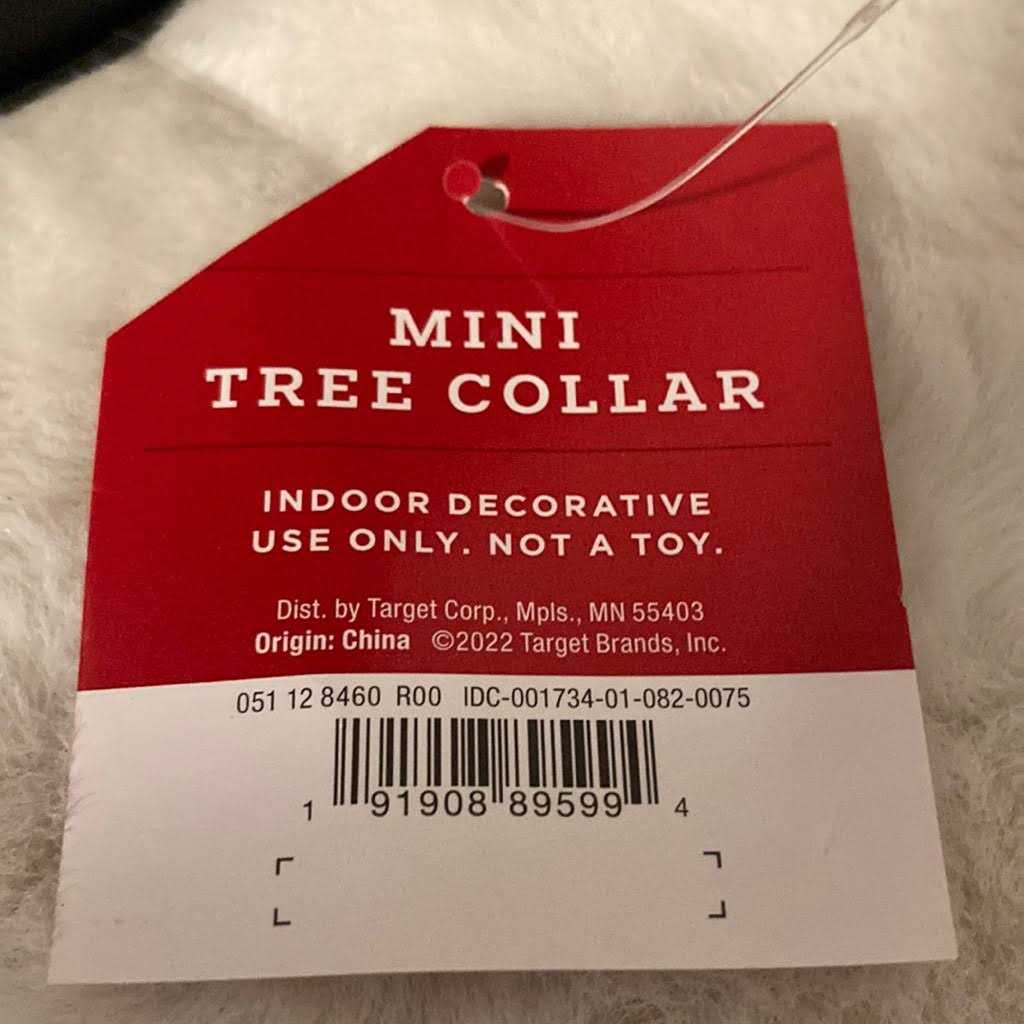 MINI
TREE COLLAR
INDOOR DECORATIVE
USE ONLY. NOT A TOY.
Dist. by Target Corp., Mpls., MN 55403
Origin: China ©2022 Target Brands, Inc.
051 12 8460 R00 IDC-001734-01-082-0075
1 91908 89599 4